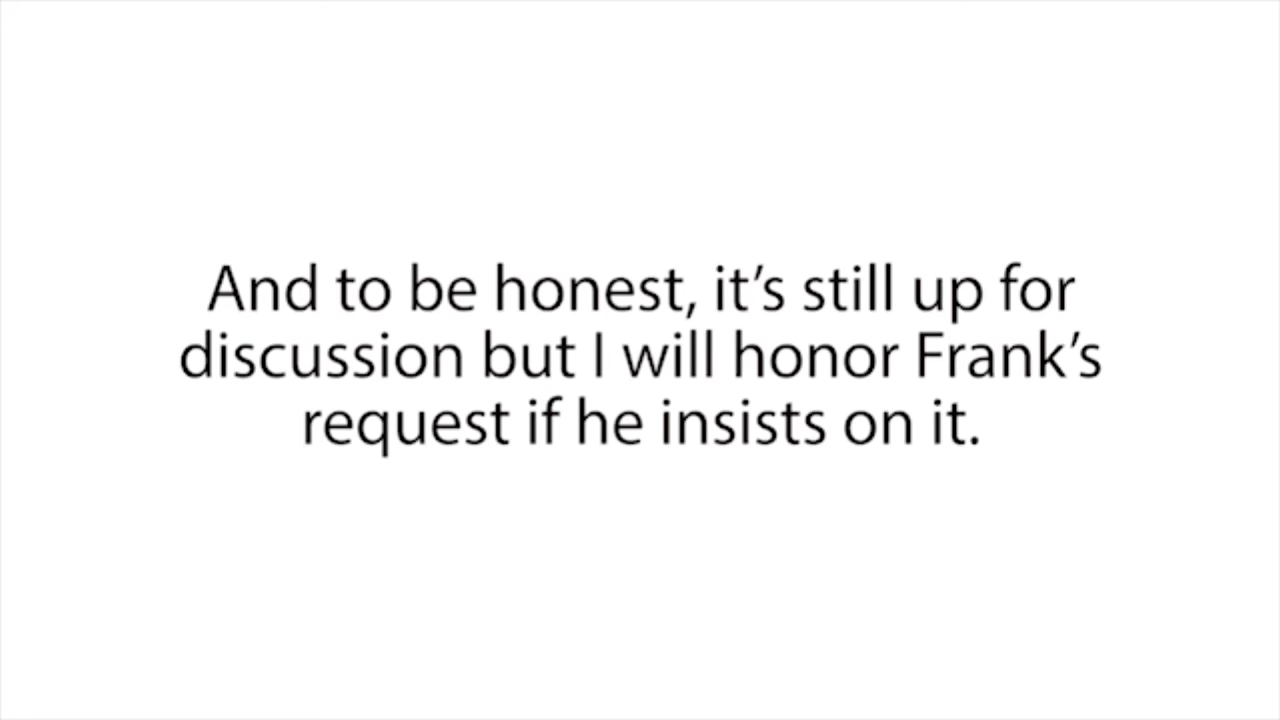 And to be honest, it’s still up for
discussion but I will honor Frank’s
request if he insists on it.